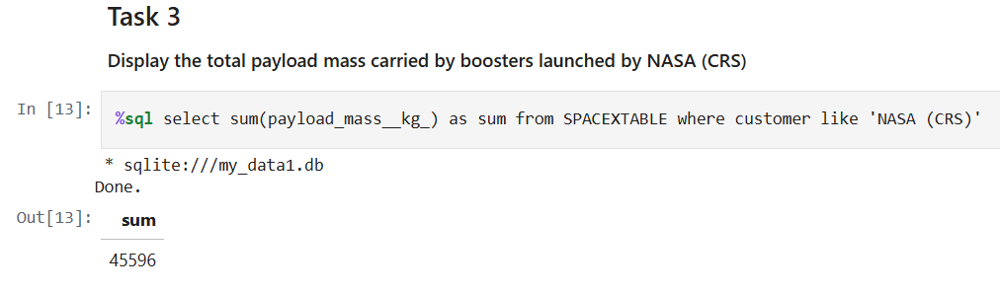 Task 3
Display the total payload mass carried by boosters launched by NASA (CRS)
In [13]: %sql select sum(payload_mass__kg_) as sum from SPACEXTABLE where customer like 'NASA (CRS)'
* sqlite:///my_data1.db
Done.
Out[13]: sum
45596